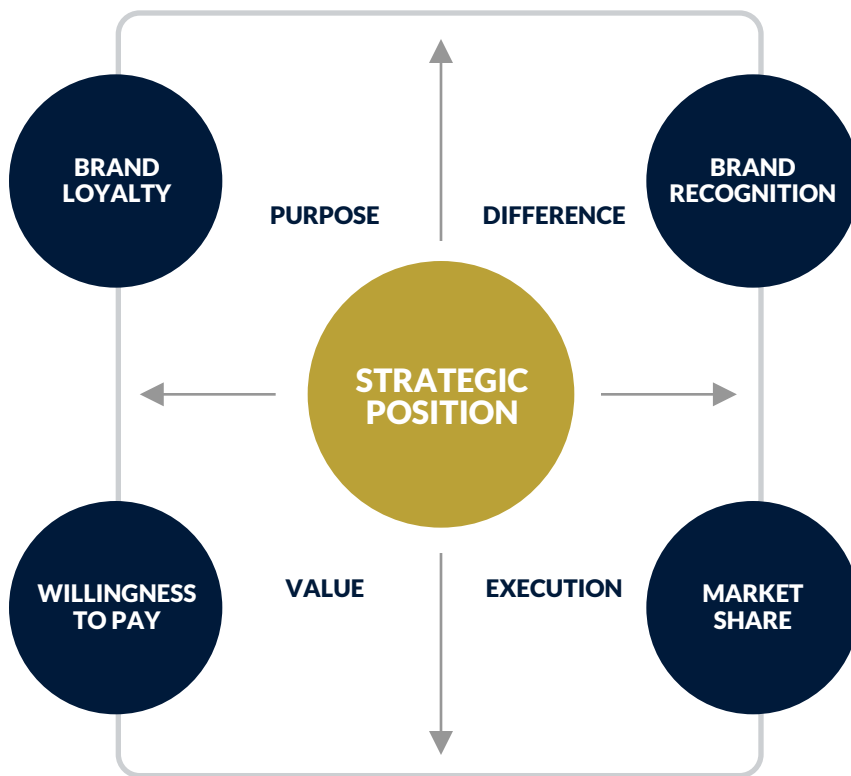 BRAND
LOYALTY
BRAND
RECOGNITION
PURPOSE
DIFFERENCE
STRATEGIC
POSITION
VALUE
EXECUTION
WILLINGNESS
TO PAY
MARKET
SHARE